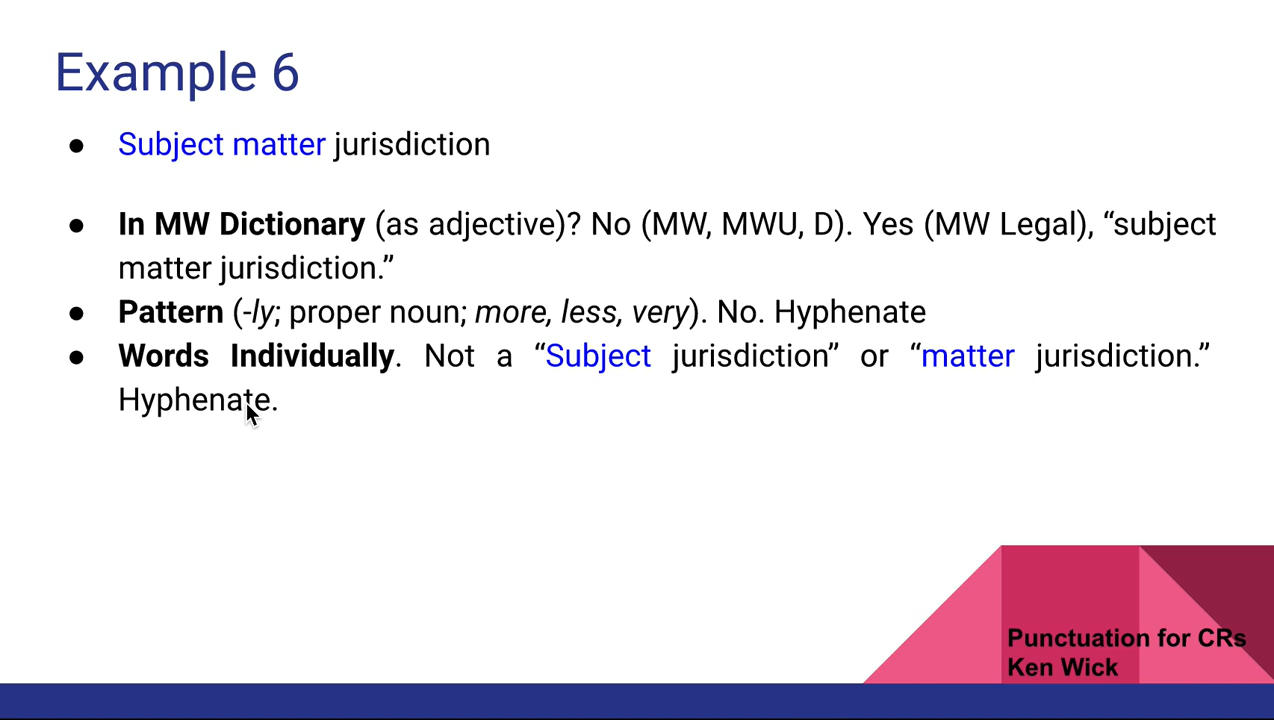 Example 6
● Subject matter jurisdiction
● In MW Dictionary (as adjective)? No (MW, MWU, D). Yes (MW Legal), “subject
matter jurisdiction.”
● Pattern (-ly; proper noun; more, less, very). No. Hyphenate
● Words Individually. Not a “Subject jurisdiction” or “matter jurisdiction.”
Hyphenate.
Punctuation for CRs
Ken Wick